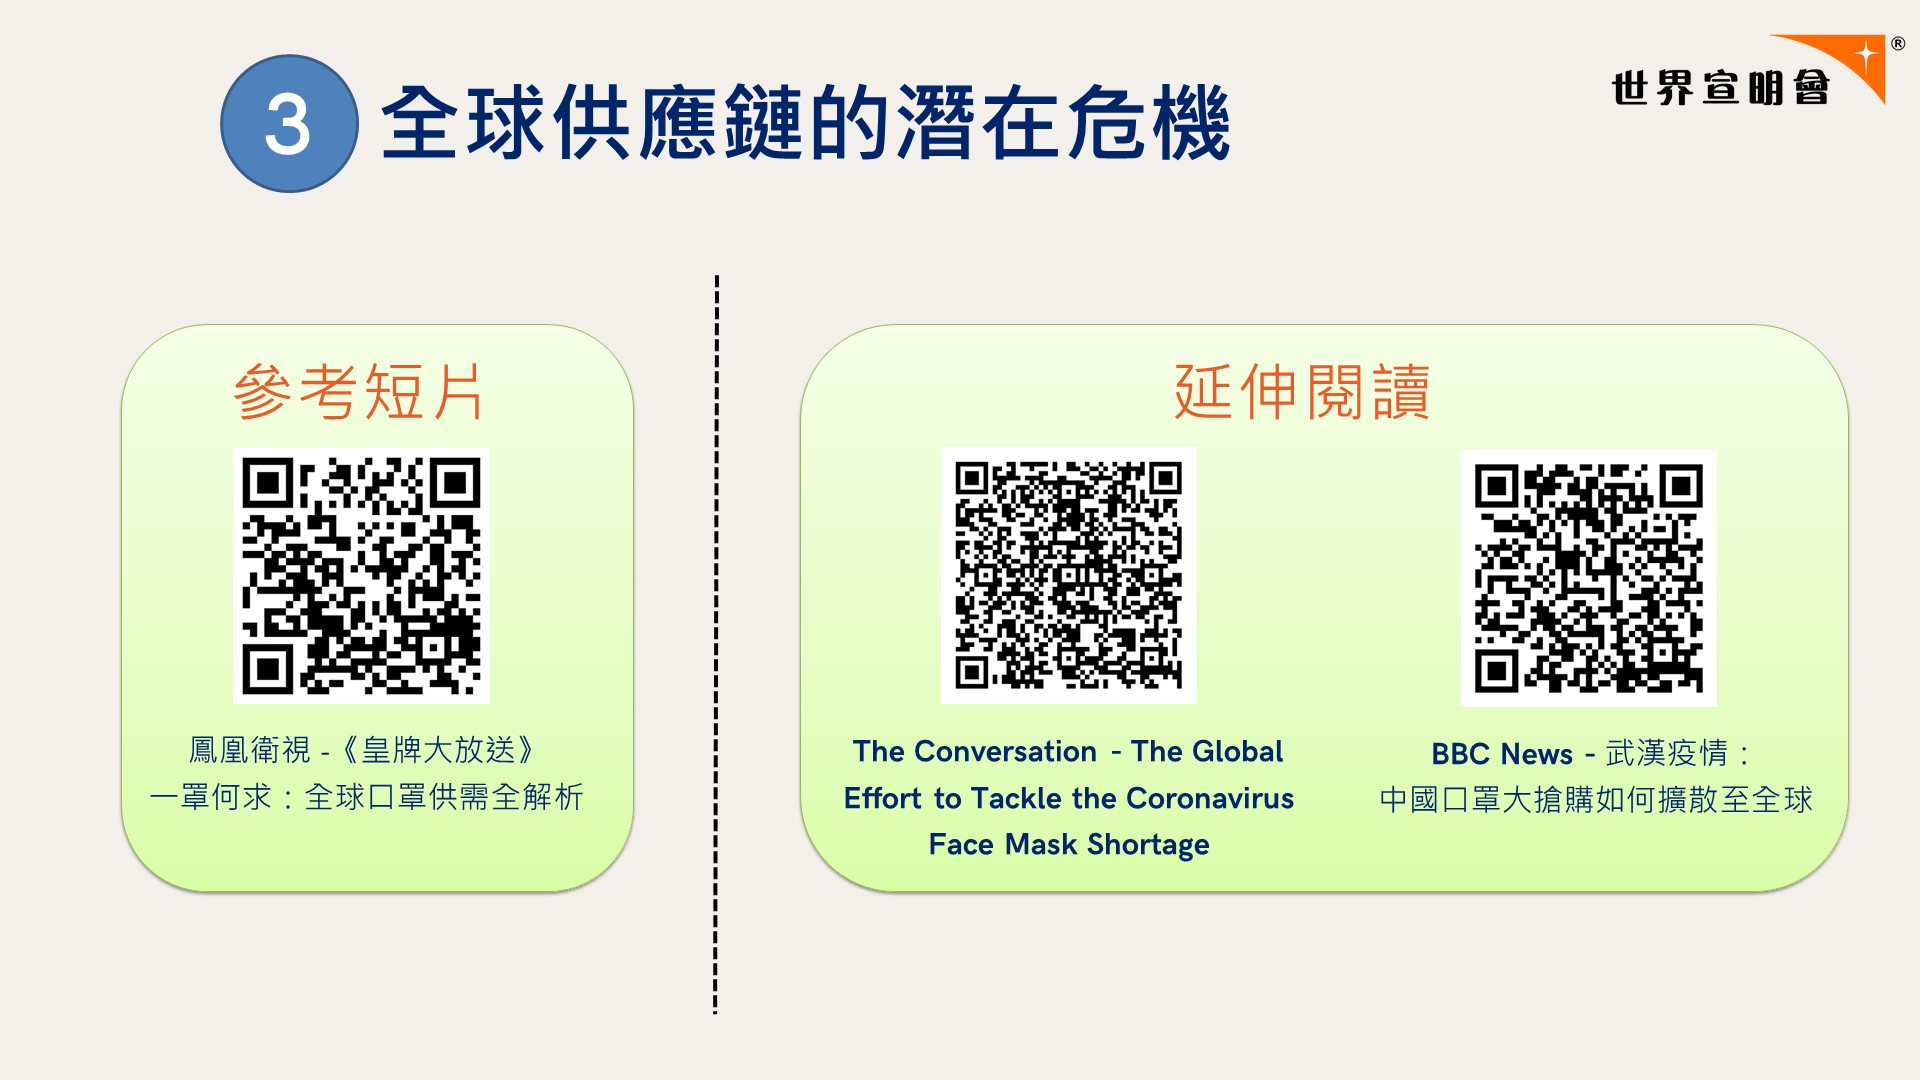 3 全球供應鏈的潛在危機
世界宣明會®
參考短片
鳳凰衛視 -《皇牌大放送》
一罩何求：全球口罩供需全解析
延伸閱讀
The Conversation - The Global
Effort to Tackle the Coronavirus
Face Mask Shortage
BBC News - 武漢疫情：
中國口罩大搶購如何擴散至全球